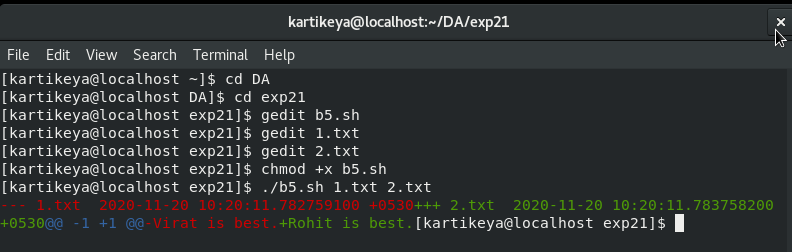 kartikeya@localhost:~/DA/exp21
×
File Edit View Search Terminal Help
[kartikeya@localhost ~]$ cd DA
[kartikeya@localhost DA]$ cd exp21
[kartikeya@localhost exp21]$ gedit b5.sh
[kartikeya@localhost exp21]$ gedit 1.txt
[kartikeya@localhost exp21]$ gedit 2.txt
[kartikeya@localhost exp21]$ chmod +x b5.sh
[kartikeya@localhost exp21]$ ./b5.sh 1.txt 2.txt
--- 1.txt  2020-11-20 10:20:11.782759100 +0530+++ 2.txt  2020-11-20 10:20:11.783758200
+0530@@ -1 +1 @@-Virat is best.+Rohit is best.[kartikeya@localhost exp21]$